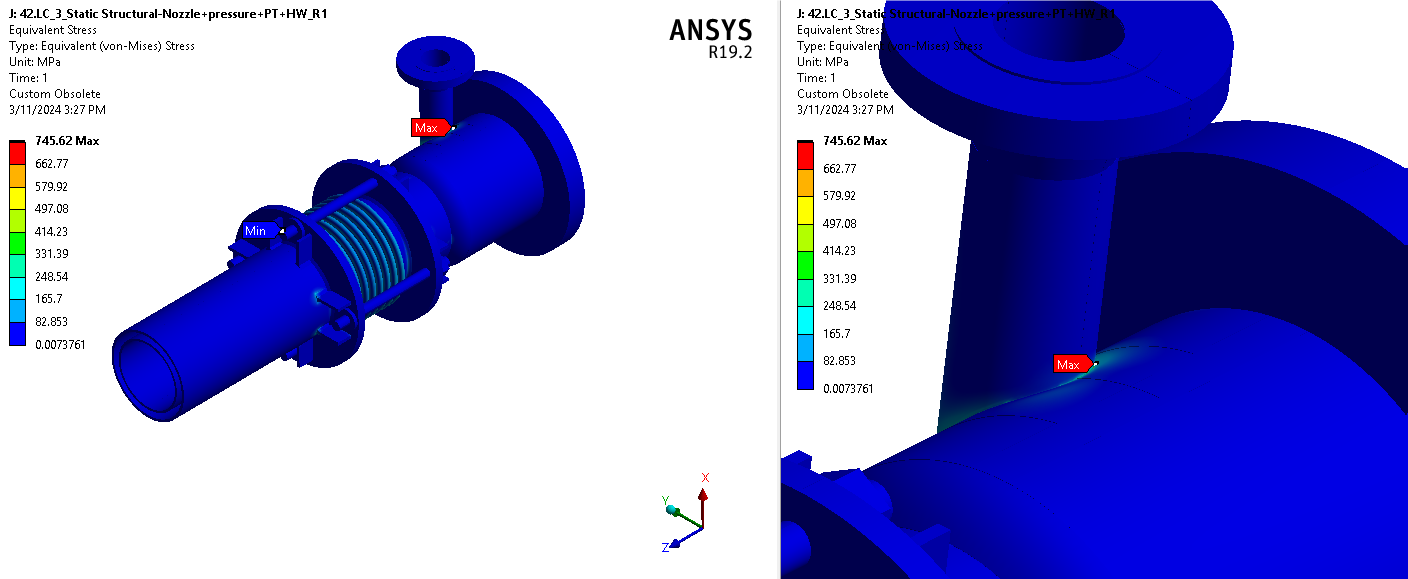 J: 42.LC_3_Static Structural-Nozzle+pressure+PT+HW_R1
Equivalent Stress
Type: Equivalent (von-Mises) Stress
Unit: MPa
Time: 1
Custom Obsolete
3/11/2024 3:27 PM
745.62 Max
662.77
579.92
497.08
414.23
331.39
248.54
165.7
82.853
0.0073761
ANSYS
R19.2
Max
Min
X
Y
Z
J: 42.LC_3_Static Structural-Nozzle+pressure+PT+HW_R1
Equivalent Stress
Type: Equivalent (von-Mises) Stress
Unit: MPa
Time: 1
Custom Obsolete
3/11/2024 3:27 PM
745.62 Max
662.77
579.92
497.08
414.23
331.39
248.54
165.7
82.853
0.0073761
Max